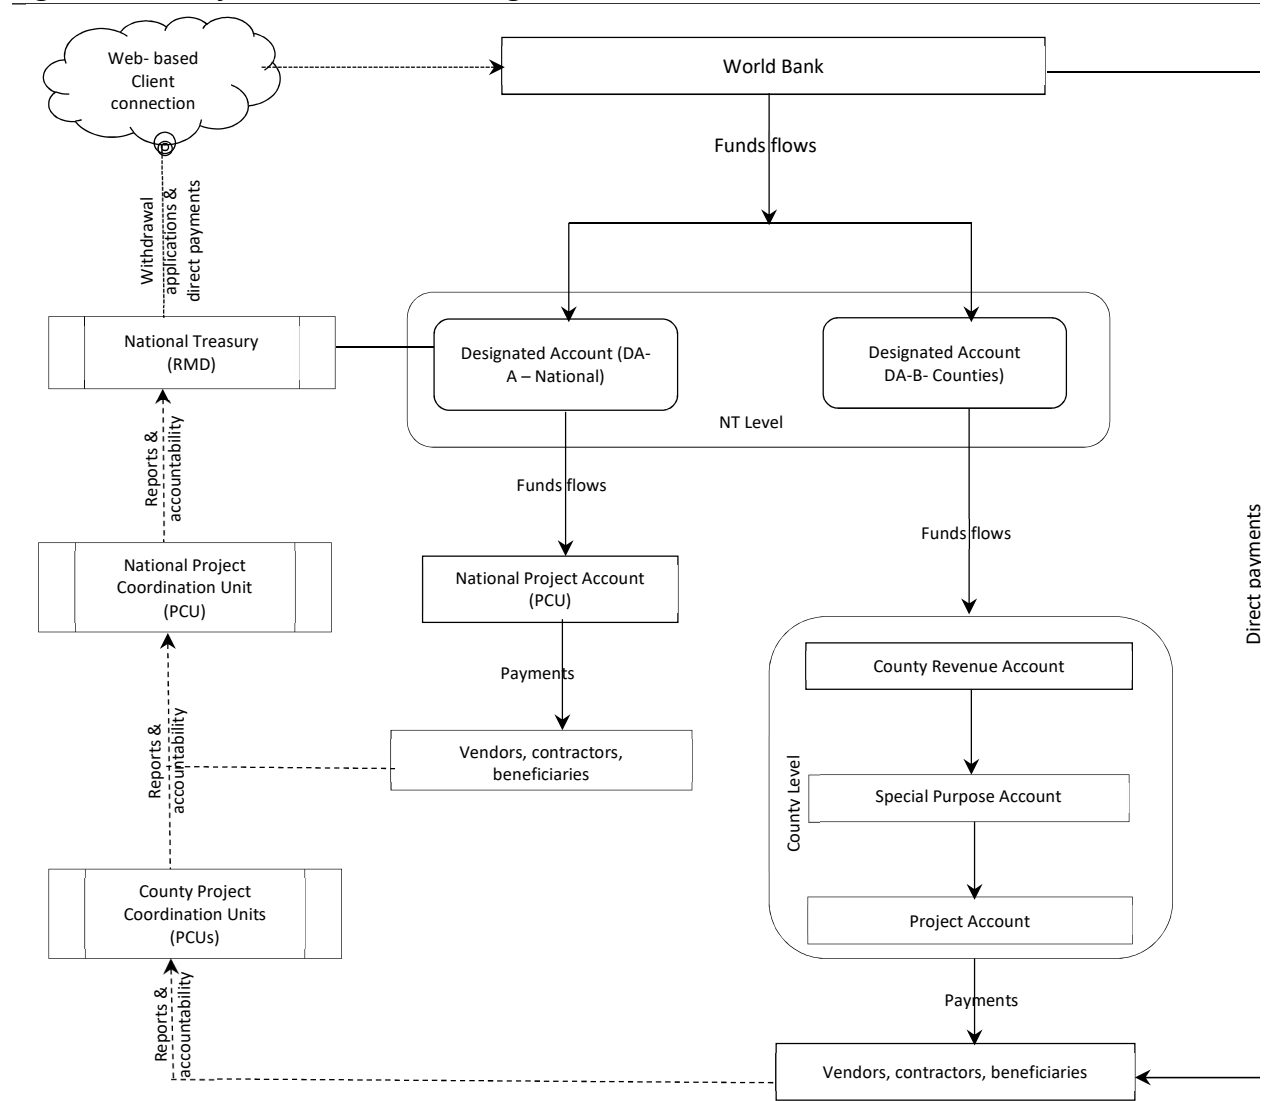 Web- based
Client
connection
World Bank
Funds flows
Withdrawal
applications &
direct payments
National Treasury
(RMD)
Designated Account (DA-
A – National)
Designated Account
DA-B- Counties)
NT Level
Reports &
accountability
Funds flows
Funds flows
Direct payments
National Project
Coordination Unit
(PCU)
National Project Account
(PCU)
County Revenue Account
Payments
Reports &
accountability
Vendors, contractors,
beneficiaries
County Level
Special Purpose Account
County Project
Coordination Units
(PCUs)
Project Account
Reports &
accountability
Payments
Vendors, contractors, beneficiaries